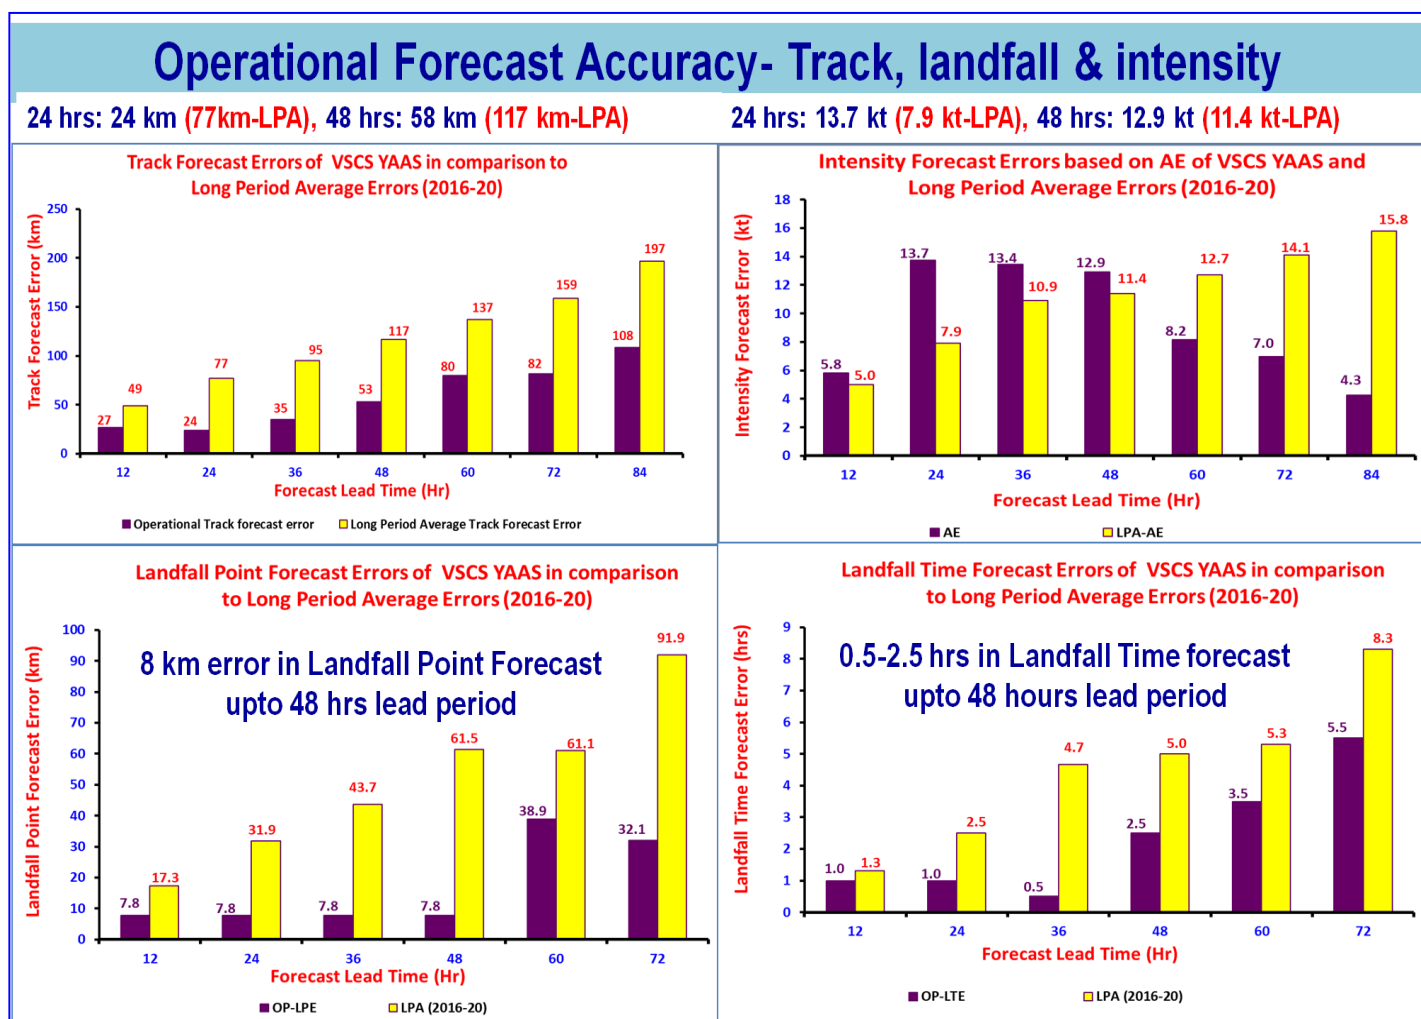 Operational Forecast Accuracy- Track, landfall & intensity
24 hrs: 24 km (77km-LPA), 48 hrs: 58 km (117 km-LPA)
24 hrs: 13.7 kt (7.9 kt-LPA), 48 hrs: 12.9 kt (11.4 kt-LPA)
Track Forecast Errors of VSCS YAAS in comparison to
Long Period Average Errors (2016-20)
Track Forecast Error (km)
250
200
150
100
50
0
27
49
24
77
35
95
53
117
80
137
82
159
108
197
12 24 36 48 60 72 84
Forecast Lead Time (Hr)
Operational Track forecast error
Long Period Average Track Forecast Error
Intensity Forecast Errors based on AE of VSCS YAAS and
Long Period Average Errors (2016-20)
Intensity Forecast Error (kt)
18
16
14
12
10
8
6
4
2
0
5.8
5.0
13.7
7.9
13.4
10.9
12.9
11.4
8.2
12.7
7.0
14.1
4.3
15.8
12 24 36 48 60 72 84
Forecast Lead Time (Hr)
AE
LPA-AE
Landfall Point Forecast Errors of VSCS YAAS in comparison
to Long Period Average Errors (2016-20)
8 km error in Landfall Point Forecast
upto 48 hrs lead period
Landfall Point Forecast Error (km)
100
90
80
70
60
50
40
30
20
10
0
7.8
17.3
7.8
31.9
7.8
43.7
7.8
61.5
38.9
61.1
32.1
91.9
12 24 36 48 60 72
Forecast Lead Time (Hr)
OP-LPE
LPA (2016-20)
Landfall Time Forecast Errors of VSCS YAAS in comparison
to Long Period Average Errors (2016-20)
0.5-2.5 hrs in Landfall Time forecast
upto 48 hours lead period
Landfall Time Forecast Error (hrs)
9
8
7
6
5
4
3
2
1
0
1.0
1.3
1.0
2.5
0.5
4.7
2.5
5.0
3.5
5.3
5.5
8.3
12 24 36 48 60 72
Forecast Lead Time (Hr)
OP-LTE
LPA (2016-20)